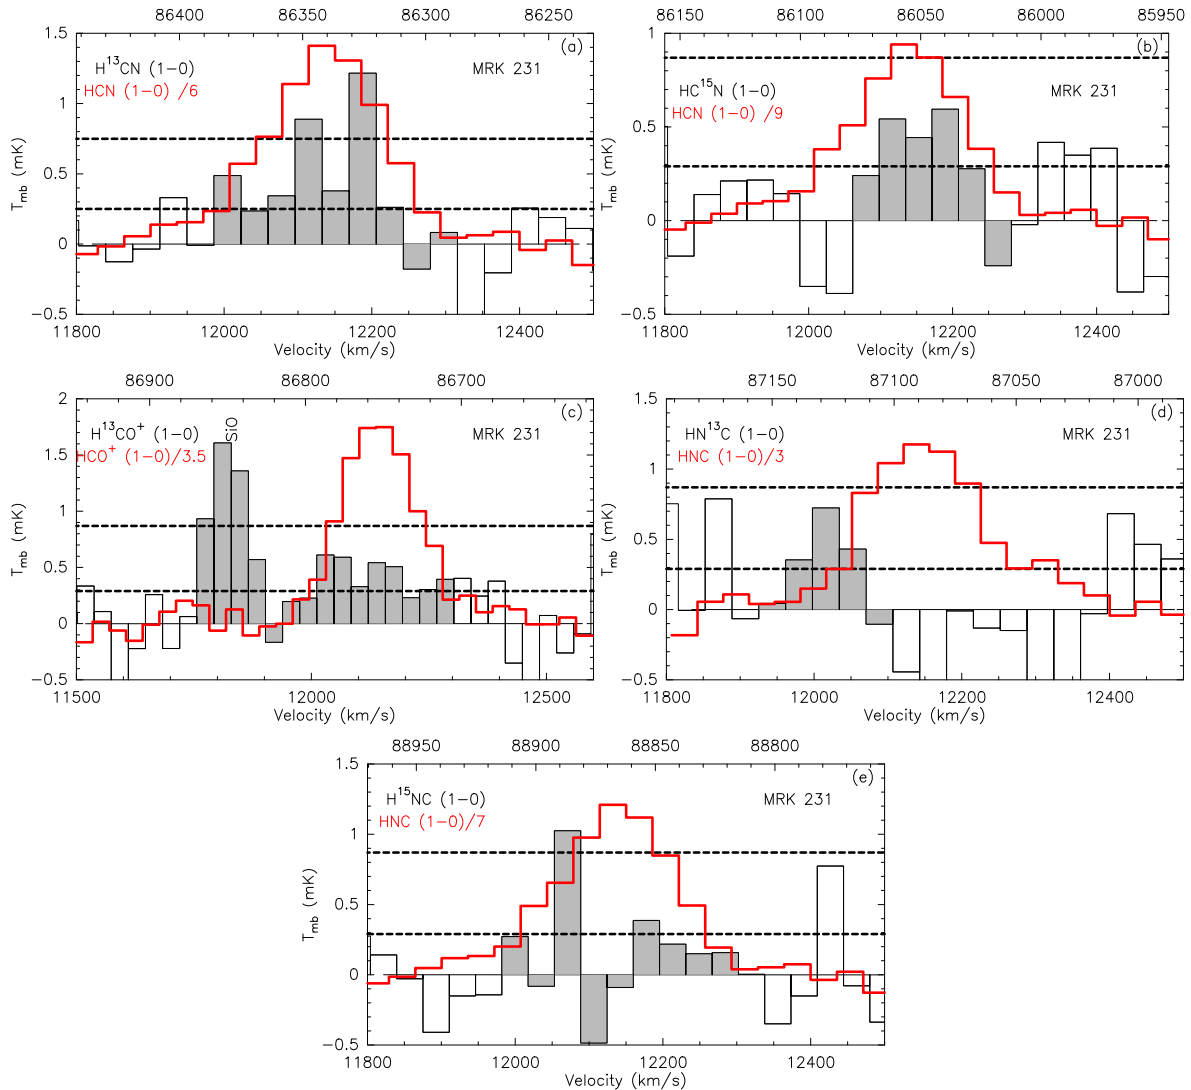 86400 86350 86300 86250
1.5
1
0.5
0
−0.5
T_mb (mK)
(a)
H¹³CN (1−0)
HCN (1−0) /6
MRK 231
11800 12000 12200 12400
Velocity (km/s)
86150 86100 86050 86000 85950
1
0.5
0
−0.5
T_mb (mK)
(b)
HC¹⁵N (1−0)
HCN (1−0) /9
MRK 231
11800 12000 12200 12400
Velocity (km/s)
86900 86800 86700
2
1.5
1
0.5
0
−0.5
T_mb (mK)
(c)
H¹³CO⁺ (1−0)
HCO⁺ (1−0)/3.5
SiO
MRK 231
11500 12000 12500
Velocity (km/s)
87150 87100 87050 87000
1.5
1
0.5
0
−0.5
T_mb (mK)
(d)
HN¹³C (1−0)
HNC (1−0)/3
MRK 231
11800 12000 12200 12400
Velocity (km/s)
88950 88900 88850 88800
1.5
1
0.5
0
−0.5
T_mb (mK)
(e)
H¹⁵NC (1−0)
HNC (1−0)/7
MRK 231
11800 12000 12200 12400
Velocity (km/s)